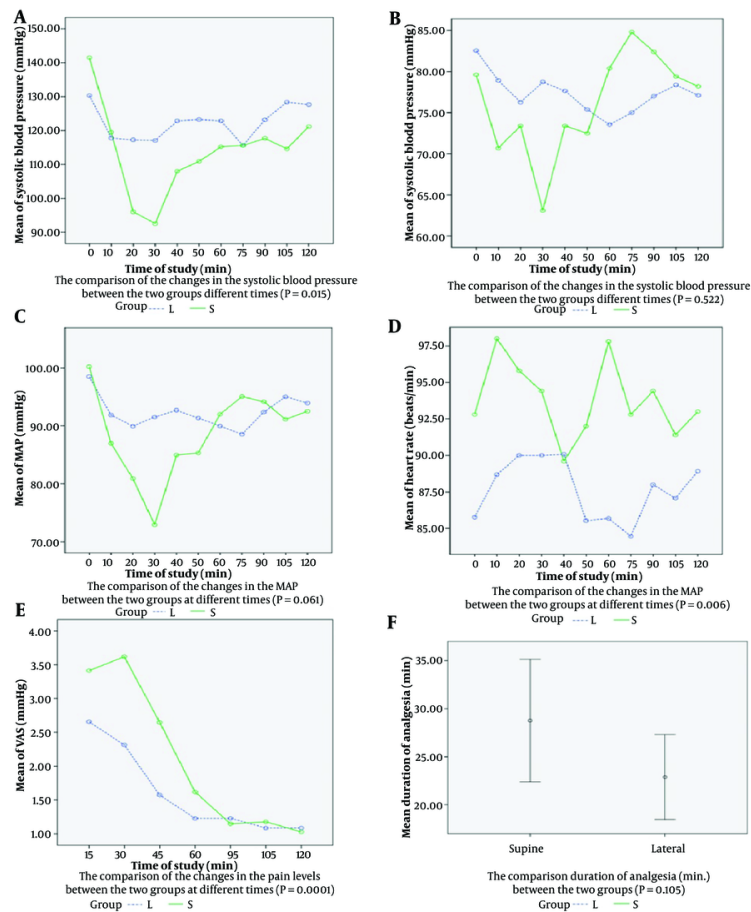 A
Mean of systolic blodd pressure (mmHg)
150.00
140.00
130.00
120.00
110.00
100.00
90.00
0 10 20 30 40 50 60 75 90 105 120
Time of study (min)
The comparison of the changes in the systolic blood pressure
between the two groups different times (P = 0.015)
Group L S
B
Mean of systolic blodd pressure (mmHg)
85.00
80.00
75.00
70.00
65.00
60.00
0 10 20 30 40 50 60 75 90 105 120
Time of study (min)
The comparison of the changes in the systolic blood pressure
between the two groups different times (P = 0.522)
Group L S
C
Mean of MAP (mmHg)
100.00
90.00
80.00
70.00
0 10 20 30 40 50 60 75 90 105 120
Time of study (min)
The comparison of the changes in the MAP
between the two groups at different times (P = 0.061)
Group L S
D
Mean of heart rate (beats/min)
97.50
95.00
92.50
90.00
87.50
85.00
0 10 20 30 40 50 60 75 90 105 120
Time of study (min)
The comparison of the changes in the MAP
between the two groups at different times (P = 0.006)
Group L S
E
Mean of VAS (mmHg)
4.00
3.50
3.00
2.50
2.00
1.50
1.00
15 30 45 60 95 105 120
Time of study (min)
The comparison of the changes in the pain levels
between the two groups at different times (P = 0.0001)
Group L S
F
Mean duration of analgesia (min)
35.00
30.00
25.00
20.00
Supine Lateral
The comparison duration of analgesia (min.)
between the two groups (P = 0.105)
Group L S